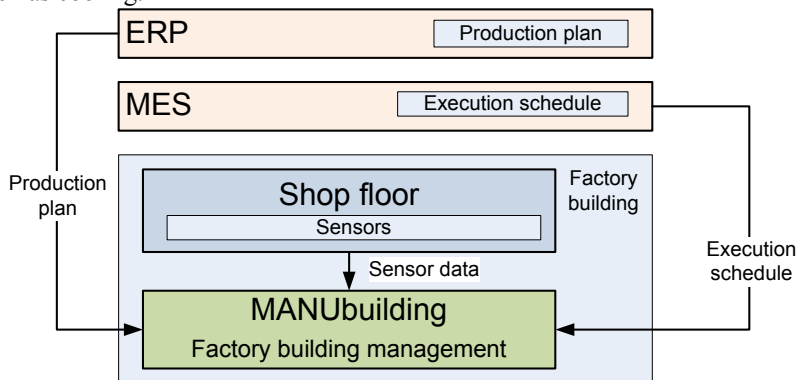 ERP
Production plan
MES
Execution schedule
Production
plan
Factory
building
Shop floor
Sensors
Sensor data
Execution
schedule
MANUbuilding
Factory building management